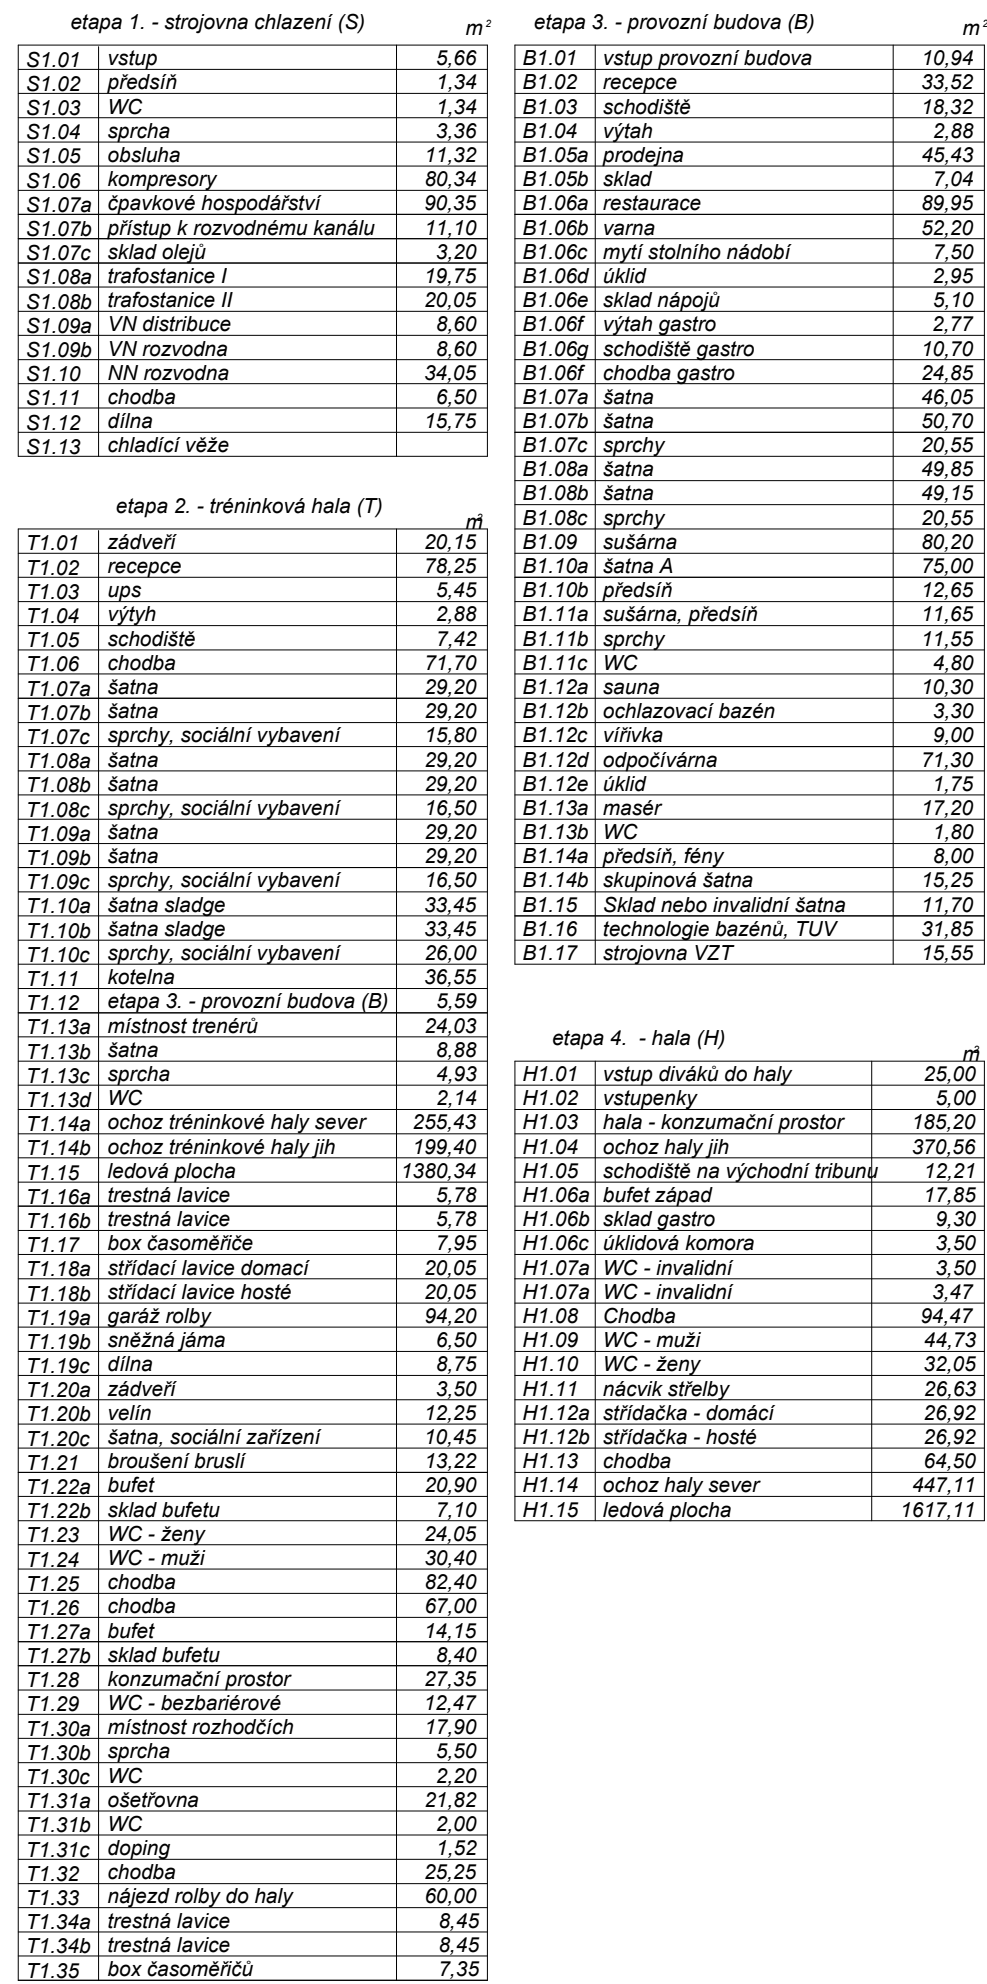 etapa 1. - strojovna chlazení (S) m²
S1.01 vstup 5,66
S1.02 předsíň 1,34
S1.03 WC 1,34
S1.04 sprcha 3,36
S1.05 obsluha 11,32
S1.06 kompresory 80,34
S1.07a čpavkové hospodářství 90,35
S1.07b přístup k rozvodnému kanálu 11,10
S1.07c sklad olejů 3,20
S1.08a trafostanice I 19,75
S1.08b trafostanice II 20,05
S1.09a VN distribuce 8,60
S1.09b VN rozvodna 8,60
S1.10 NN rozvodna 34,05
S1.11 chodba 6,50
S1.12 dílna 15,75
S1.13 chladící věže
etapa 2. - tréninková hala (T) m²
T1.01 zádveří 20,15
T1.02 recepce 78,25
T1.03 ups 5,45
T1.04 výtyh 2,88
T1.05 schodiště 7,42
T1.06 chodba 71,70
T1.07a šatna 29,20
T1.07b šatna 29,20
T1.07c sprchy, sociální vybavení 15,80
T1.08a šatna 29,20
T1.08b šatna 29,20
T1.08c sprchy, sociální vybavení 16,50
T1.09a šatna 29,20
T1.09b šatna 29,20
T1.09c sprchy, sociální vybavení 16,50
T1.10a šatna sladge 33,45
T1.10b šatna sladge 33,45
T1.10c sprchy, sociální vybavení 26,00
T1.11 kotelna 36,55
T1.12 etapa 3. - provozní budova (B) 5,59
T1.13a místnost trenérů 24,03
T1.13b šatna 8,88
T1.13c sprcha 4,93
T1.13d WC 2,14
T1.14a ochoz tréninkové haly sever 255,43
T1.14b ochoz tréninkové haly jih 199,40
T1.15 ledová plocha 1380,34
T1.16a trestná lavice 5,78
T1.16b trestná lavice 5,78
T1.17 box časoměřiče 7,95
T1.18a střídací lavice domací 20,05
T1.18b střídací lavice hosté 20,05
T1.19a garáž rolby 94,20
T1.19b sněžná jáma 6,50
T1.19c dílna 8,75
T1.20a zádveří 3,50
T1.20b velín 12,25
T1.20c šatna, sociální zařízení 10,45
T1.21 broušení bruslí 13,22
T1.22a bufet 20,90
T1.22b sklad bufetu 7,10
T1.23 WC - ženy 24,05
T1.24 WC - muži 30,40
T1.25 chodba 82,40
T1.26 chodba 67,00
T1.27a bufet 14,15
T1.27b sklad bufetu 8,40
T1.28 konzumační prostor 27,35
T1.29 WC - bezbariérové 12,47
T1.30a místnost rozhodčích 17,90
T1.30b sprcha 5,50
T1.30c WC 2,20
T1.31a ošetřovna 21,82
T1.31b WC 2,00
T1.31c doping 1,52
T1.32 chodba 25,25
T1.33 nájezd rolby do haly 60,00
T1.34a trestná lavice 8,45
T1.34b trestná lavice 8,45
T1.35 box časoměřičů 7,35
etapa 3. - provozní budova (B) m²
B1.01 vstup provozní budova 10,94
B1.02 recepce 33,52
B1.03 schodiště 18,32
B1.04 výtah 2,88
B1.05a prodejna 45,43
B1.05b sklad 7,04
B1.06a restaurace 89,95
B1.06b varna 52,20
B1.06c mytí stolního nádobí 7,50
B1.06d úklid 2,95
B1.06e sklad nápojů 5,10
B1.06f výtah gastro 2,77
B1.06g schodiště gastro 10,70
B1.06f chodba gastro 24,85
B1.07a šatna 46,05
B1.07b šatna 50,70
B1.07c sprchy 20,55
B1.08a šatna 49,85
B1.08b šatna 49,15
B1.08c sprchy 20,55
B1.09 sušárna 80,20
B1.10a šatna A 75,00
B1.10b předsíň 12,65
B1.11a sušárna, předsíň 11,65
B1.11b sprchy 11,55
B1.11c WC 4,80
B1.12a sauna 10,30
B1.12b ochlazovací bazén 3,30
B1.12c vířivka 9,00
B1.12d odpočívárna 71,30
B1.12e úklid 1,75
B1.13a masér 17,20
B1.13b WC 1,80
B1.14a předsíň, fény 8,00
B1.14b skupinová šatna 15,25
B1.15 Sklad nebo invalidní šatna 11,70
B1.16 technologie bazénů, TUV 31,85
B1.17 strojovna VZT 15,55
etapa 4. - hala (H) m²
H1.01 vstup diváků do haly 25,00
H1.02 vstupenky 5,00
H1.03 hala - konzumační prostor 185,20
H1.04 ochoz haly jih 370,56
H1.05 schodiště na východní tribunu 12,21
H1.06a bufet západ 17,85
H1.06b sklad gastro 9,30
H1.06c úklidová komora 3,50
H1.07a WC - invalidní 3,50
H1.07a WC - invalidní 3,47
H1.08 Chodba 94,47
H1.09 WC - muži 44,73
H1.10 WC - ženy 32,05
H1.11 nácvik střelby 26,63
H1.12a střídačka - domácí 26,92
H1.12b střídačka - hosté 26,92
H1.13 chodba 64,50
H1.14 ochoz haly sever 447,11
H1.15 ledová plocha 1617,11